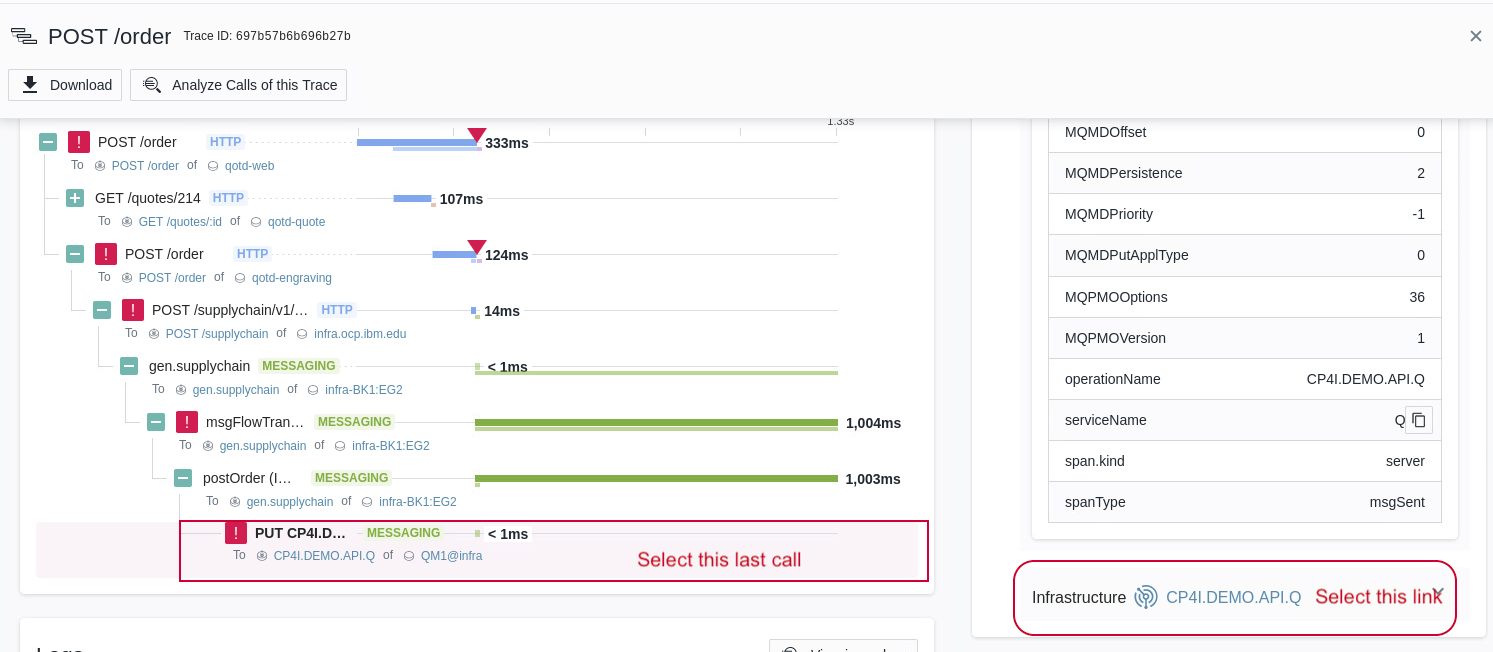 POST /order Trace ID: 697b57b6b696b27b
Download
Analyze Calls of this Trace
1.33s
POST /order HTTP 333ms
To POST /order of qotd-web
GET /quotes/214 HTTP 107ms
To GET /quotes/:id of qotd-quote
POST /order HTTP 124ms
To POST /order of qotd-engraving
POST /supplychain/v1/… HTTP 14ms
To POST /supplychain of infra.ocp.ibm.edu
gen.supplychain MESSAGING < 1ms
To gen.supplychain of infra-BK1:EG2
msgFlowTran… MESSAGING 1,004ms
To gen.supplychain of infra-BK1:EG2
postOrder (I… MESSAGING 1,003ms
To gen.supplychain of infra-BK1:EG2
PUT CP4I.D… MESSAGING < 1ms
To CP4I.DEMO.API.Q of QM1@infra
Select this last call
MQMDOffset 0
MQMDPersistence 2
MQMDPriority -1
MQMDPutApplType 0
MQPMOOptions 36
MQPMOVersion 1
operationName CP4I.DEMO.API.Q
serviceName Q
span.kind server
spanType msgSent
Infrastructure CP4I.DEMO.API.Q Select this link